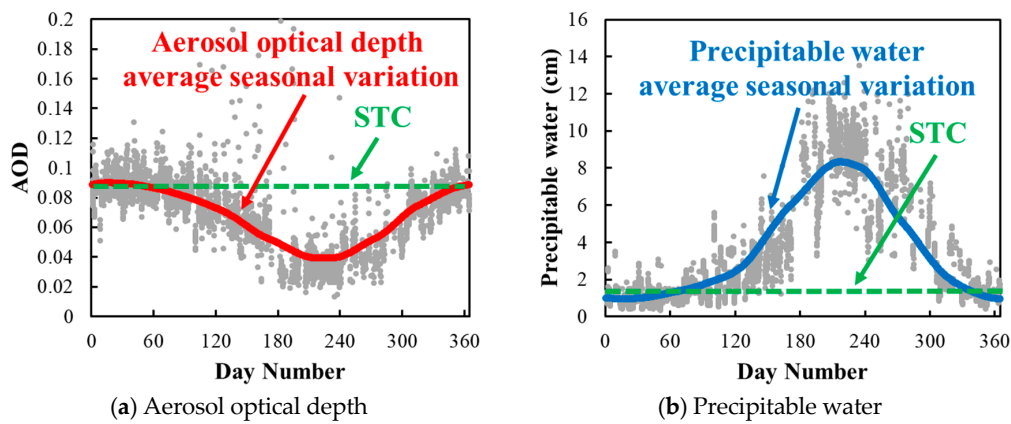 0.2
0.18
0.16
0.14
0.12
0.1
0.08
0.06
0.04
0.02
0
AOD
Aerosol optical depth
average seasonal variation
STC
0 60 120 180 240 300 360
Day Number
(a) Aerosol optical depth
16
14
12
10
8
6
4
2
0
Precipitable water (cm)
Precipitable water
average seasonal variation
STC
0 60 120 180 240 300 360
Day Number
(b) Precipitable water